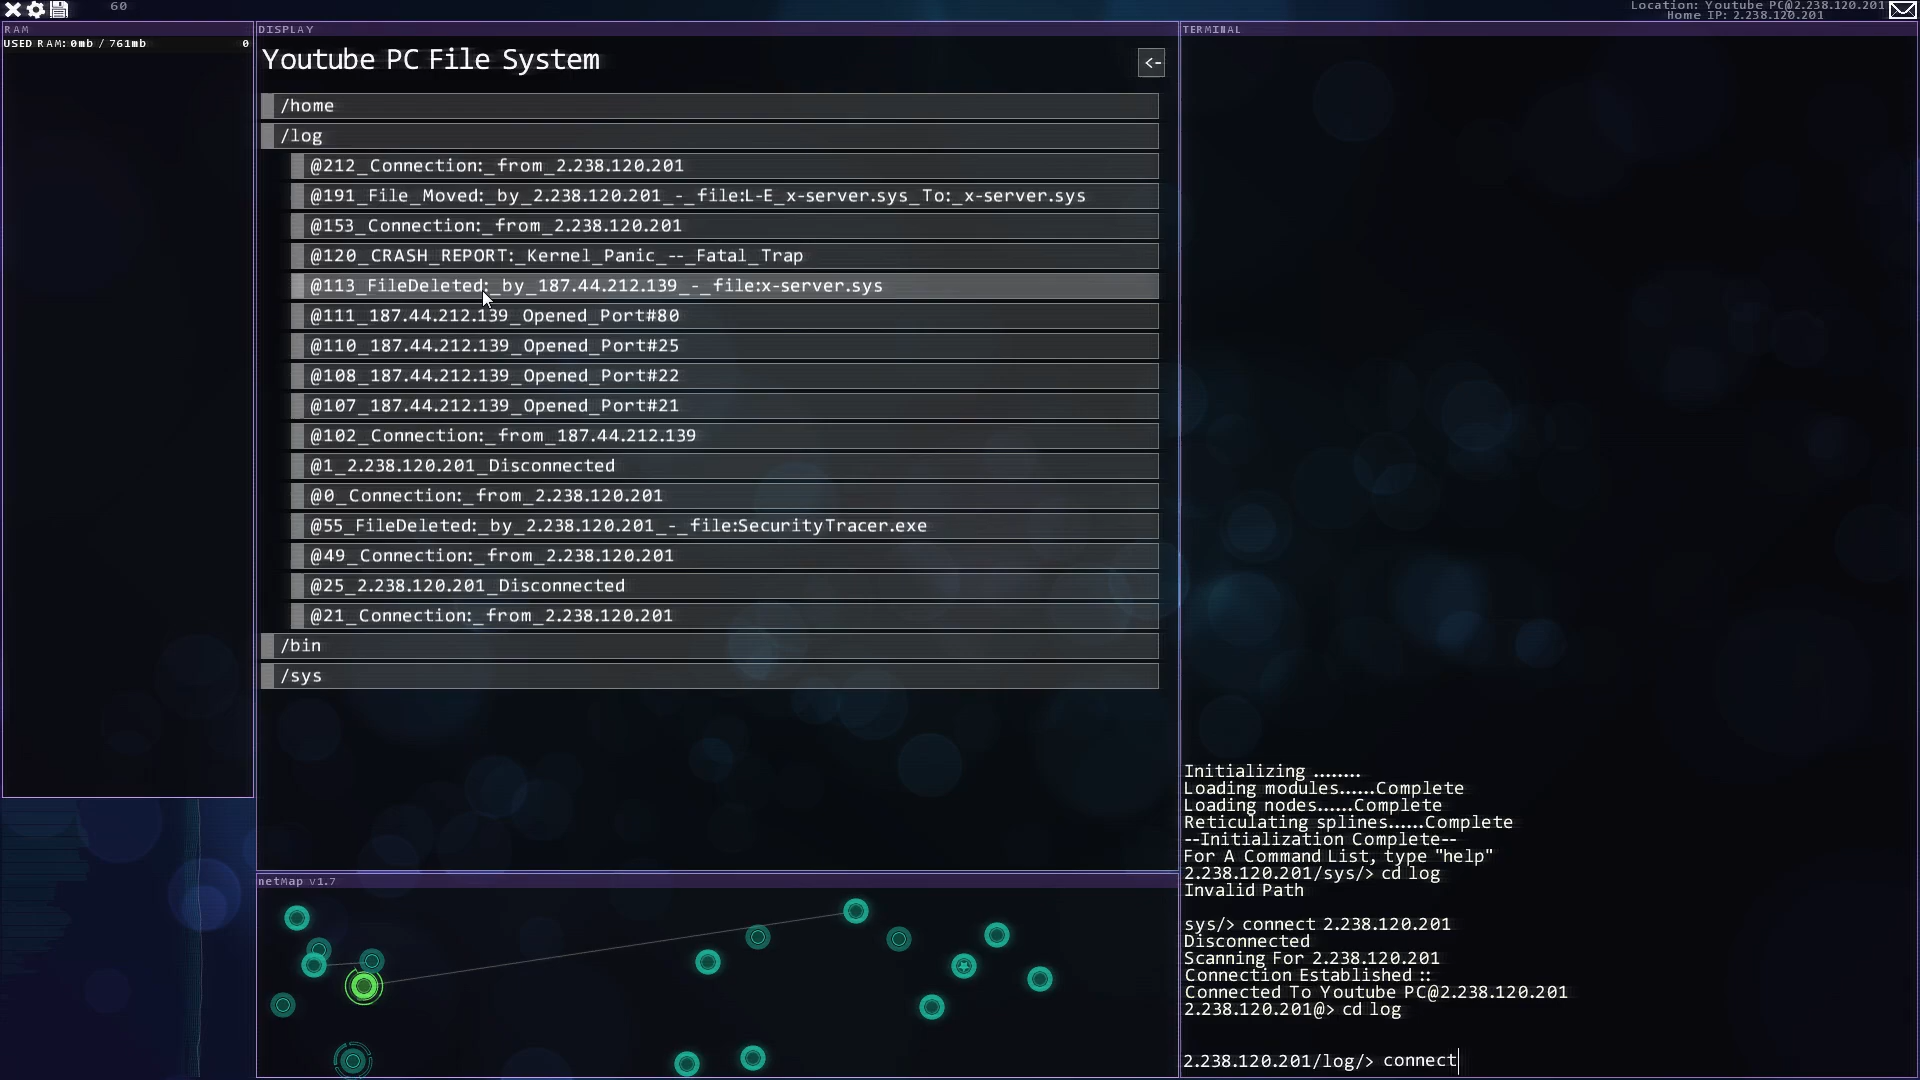 60
Location: Youtube PC@2.238.120.201
Home IP: 2.238.120.201
RAM
USED RAM: 0mb / 761mb 0
DISPLAY
Youtube PC File System
<-
/home
/log
@212_Connection:_from_2.238.120.201
@191_File_Moved:_by_2.238.120.201_-_file:L-E_x-server.sys_To:_x-server.sys
@153_Connection:_from_2.238.120.201
@120_CRASH_REPORT:_Kernel_Panic_--_Fatal_Trap
@113_FileDeleted:_by_187.44.212.139_-_file:x-server.sys
@111_187.44.212.139_Opened_Port#80
@110_187.44.212.139_Opened_Port#25
@108_187.44.212.139_Opened_Port#22
@107_187.44.212.139_Opened_Port#21
@102_Connection:_from_187.44.212.139
@1_2.238.120.201_Disconnected
@0_Connection:_from_2.238.120.201
@55_FileDeleted:_by_2.238.120.201_-_file:SecurityTracer.exe
@49_Connection:_from_2.238.120.201
@25_2.238.120.201_Disconnected
@21_Connection:_from_2.238.120.201
/bin
/sys
netMap v1.7
TERMINAL
Initializing ........
Loading modules......Complete
Loading nodes......Complete
Reticulating splines......Complete
--Initialization Complete--
For A Command List, type "help"
2.238.120.201/sys/> cd log
Invalid Path
sys/> connect 2.238.120.201
Disconnected
Scanning For 2.238.120.201
Connection Established ::
Connected To Youtube PC@2.238.120.201
2.238.120.201@> cd log
2.238.120.201/log/> connect